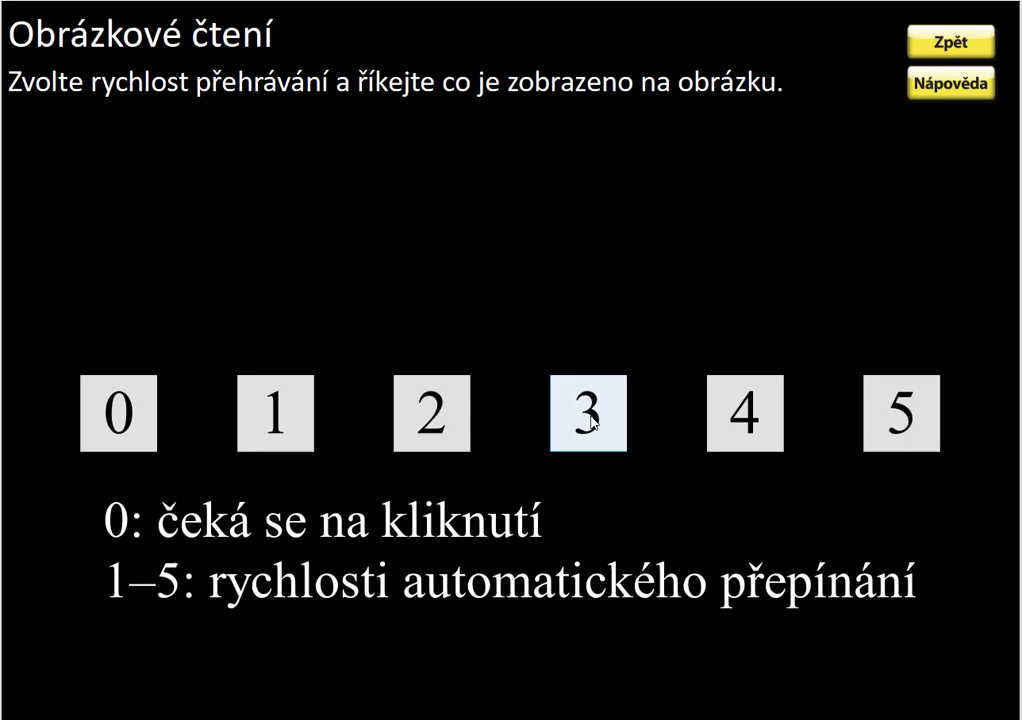 Obrázkové čtení
Zpět
Zvolte rychlost přehrávání a říkejte co je zobrazeno na obrázku.
Nápověda
0 1 2 3 4 5
0: čeká se na kliknutí
1–5: rychlosti automatického přepínání